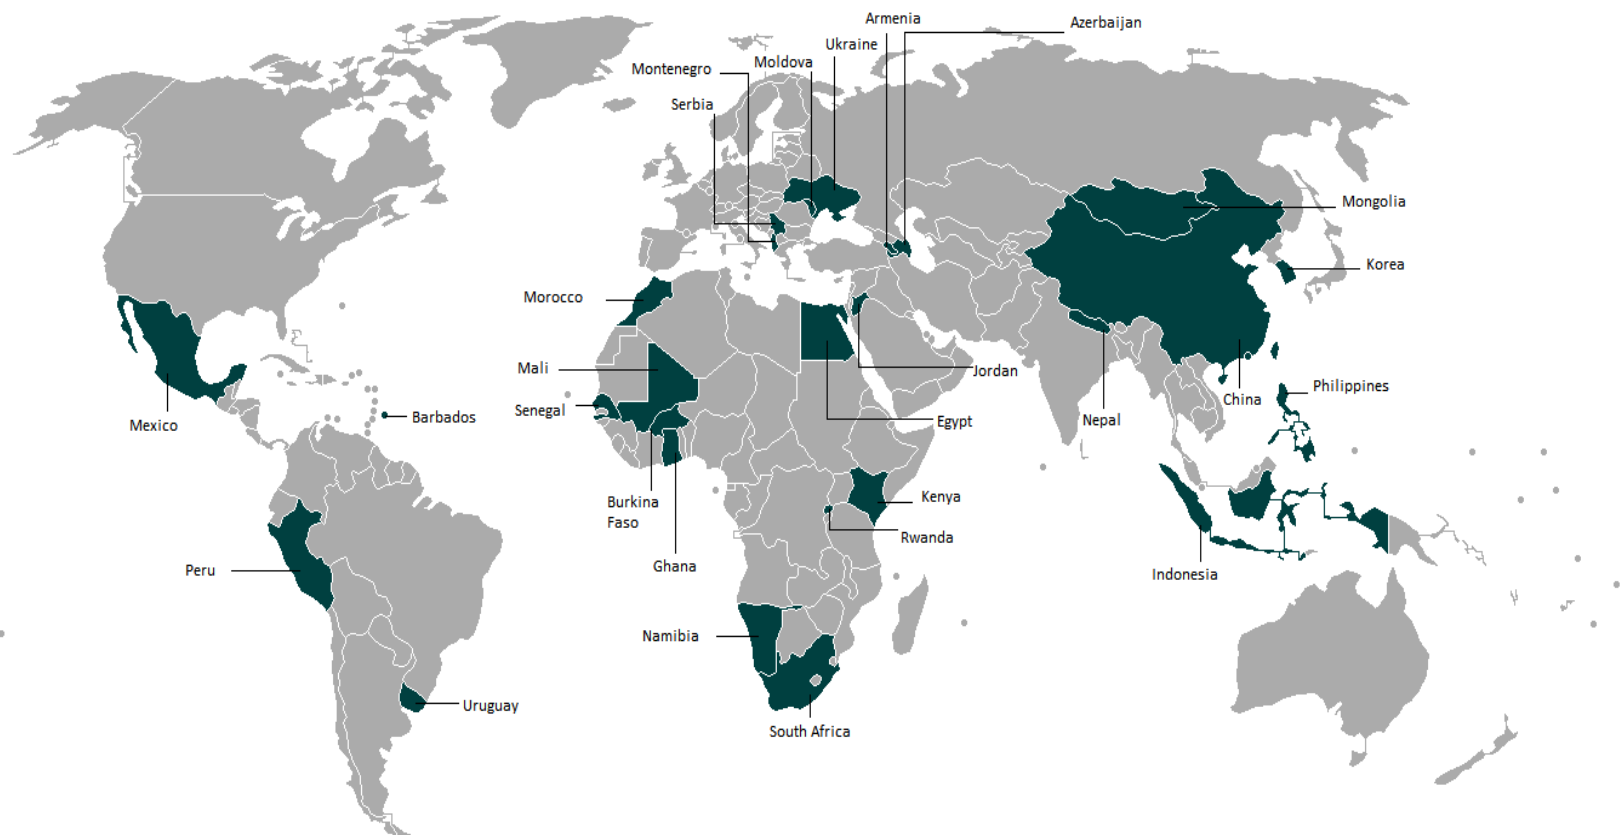 Armenia
Azerbaijan
Ukraine
Moldova
Montenegro
Serbia
Mongolia
Korea
Morocco
Mali
Jordan
Senegal
Philippines
China
Mexico
Barbados
Egypt
Nepal
Kenya
Burkina
Faso
Rwanda
Ghana
Peru
Indonesia
Namibia
Uruguay
South Africa